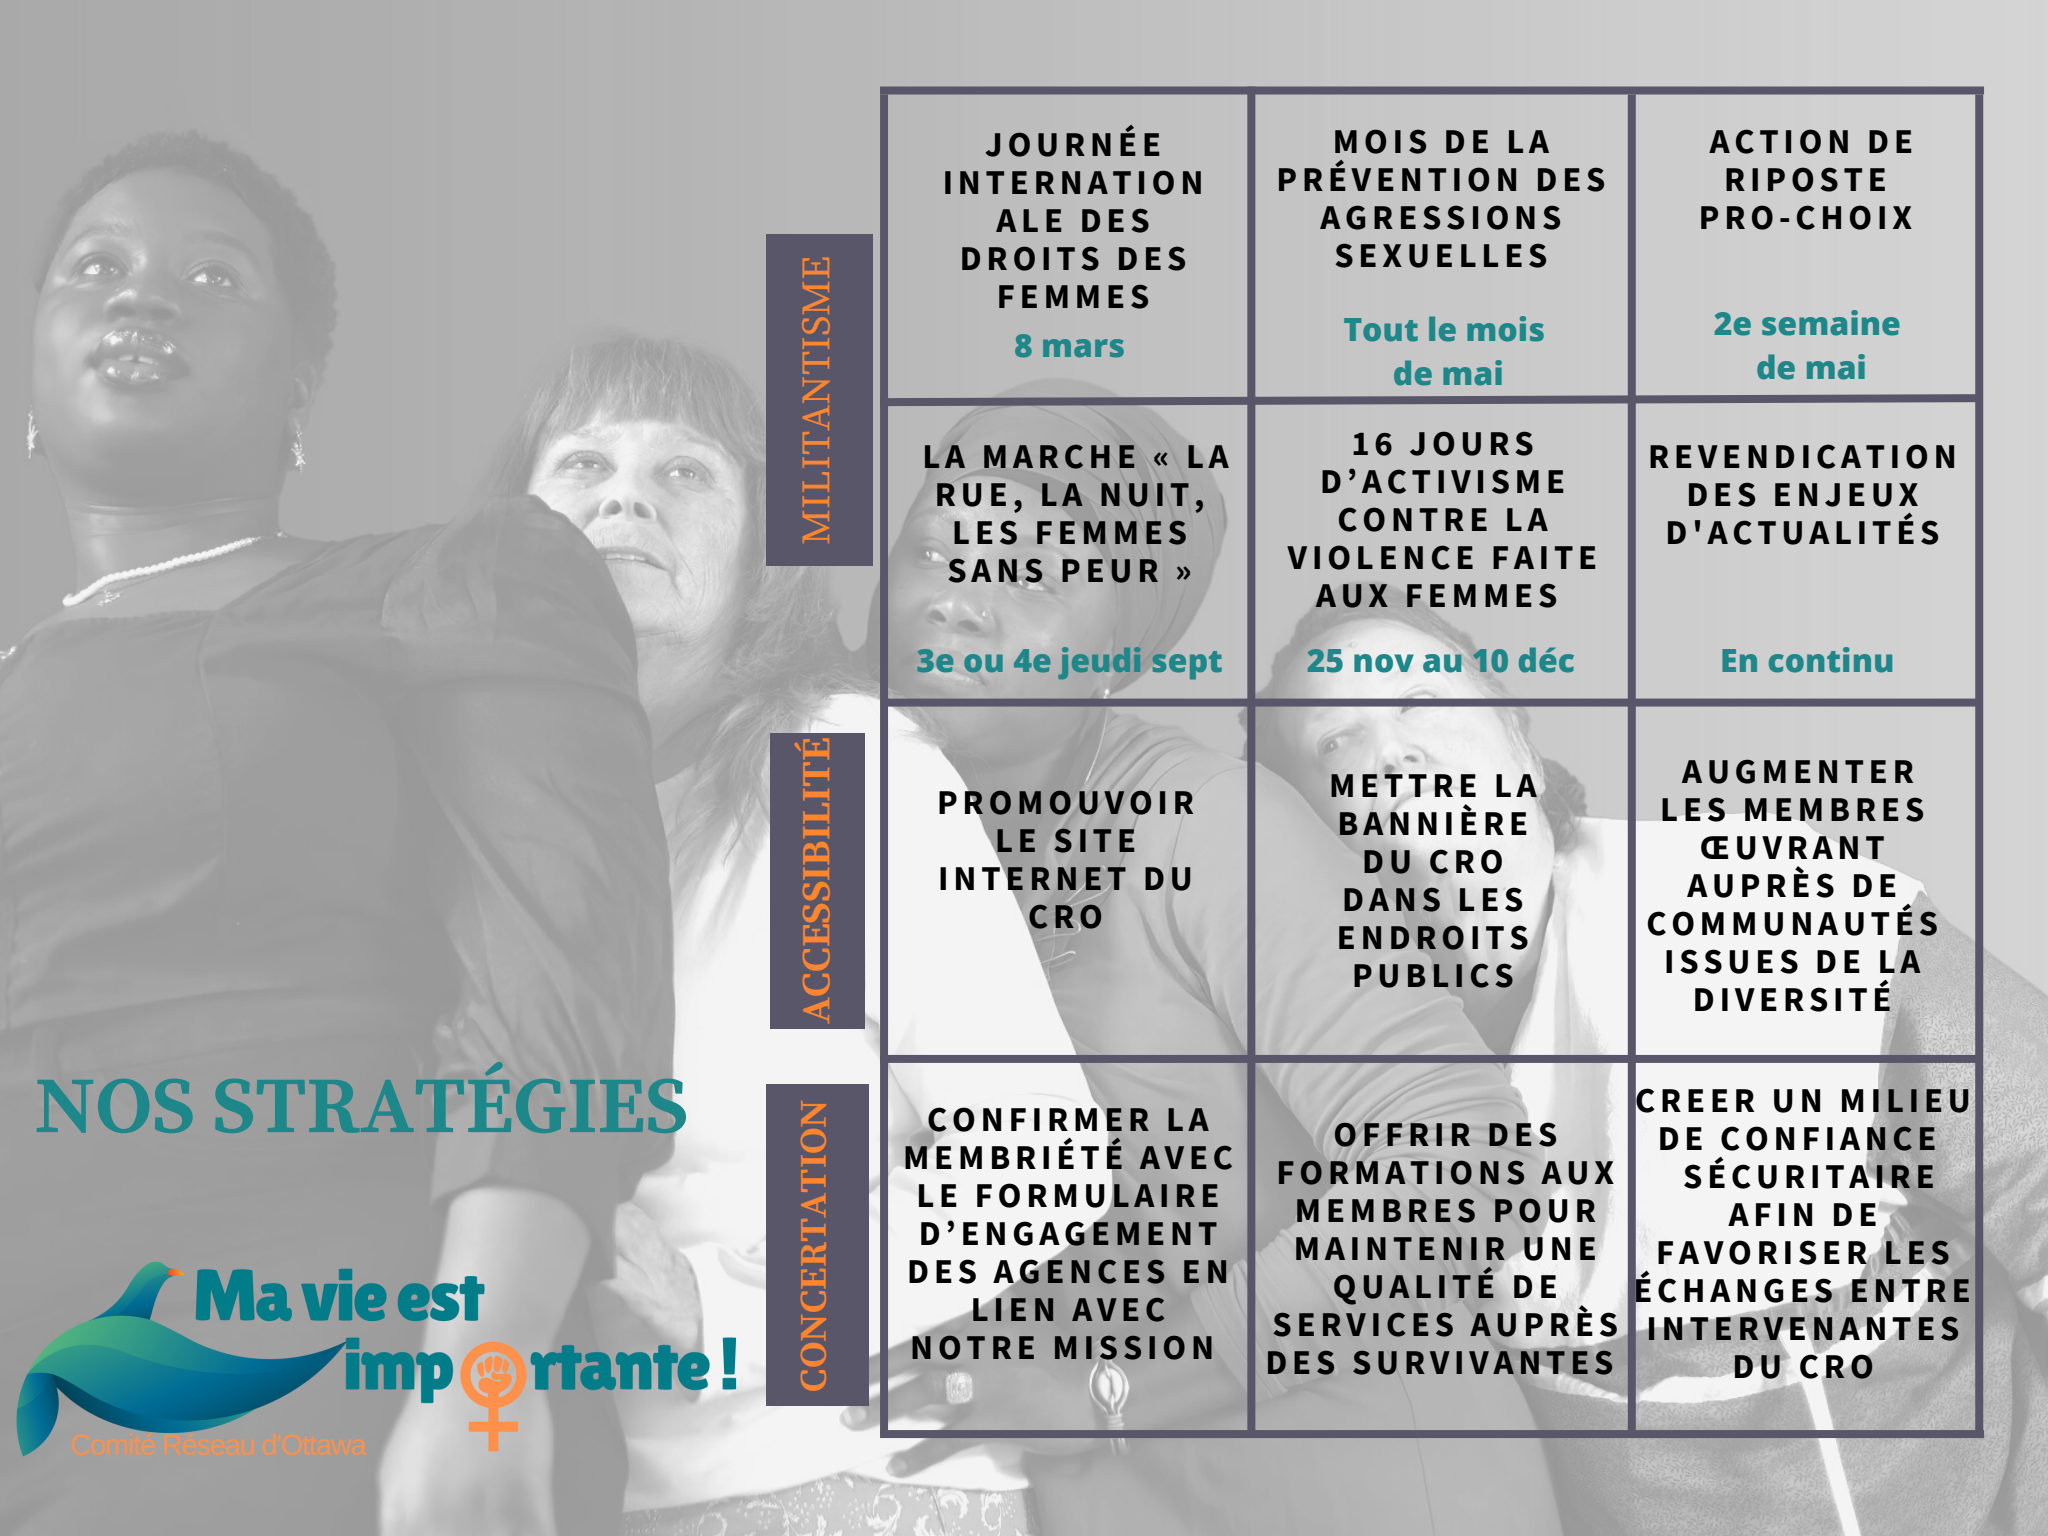 MILITANTISME
JOURNÉE
INTERNATION
ALE DES
DROITS DES
FEMMES
8 mars
MOIS DE LA
PRÉVENTION DES
AGRESSIONS
SEXUELLES
Tout le mois
de mai
ACTION DE
RIPOSTE
PRO-CHOIX
2e semaine
de mai
LA MARCHE « LA
RUE, LA NUIT,
LES FEMMES
SANS PEUR »
3e ou 4e jeudi sept
16 JOURS
D’ACTIVISME
CONTRE LA
VIOLENCE FAITE
AUX FEMMES
25 nov au 10 déc
REVENDICATION
DES ENJEUX
D'ACTUALITÉS
En continu
ACCESSIBILITÉ
PROMOUVOIR
LE SITE
INTERNET DU
CRO
METTRE LA
BANNIÈRE
DU CRO
DANS LES
ENDROITS
PUBLICS
AUGMENTER
LES MEMBRES
ŒUVRANT
AUPRÈS DE
COMMUNAUTÉS
ISSUES DE LA
DIVERSITÉ
CONCERTATION
CONFIRMER LA
MEMBRIÉTÉ AVEC
LE FORMULAIRE
D’ENGAGEMENT
DES AGENCES EN
LIEN AVEC
NOTRE MISSION
OFFRIR DES
FORMATIONS AUX
MEMBRES POUR
MAINTENIR UNE
QUALITÉ DE
SERVICES AUPRÈS
DES SURVIVANTES
CREER UN MILIEU
DE CONFIANCE
SÉCURITAIRE
AFIN DE
FAVORISER LES
ÉCHANGES ENTRE
INTERVENANTES
DU CRO
NOS STRATÉGIES
Ma vie est
importante !
Comité Réseau d'Ottawa